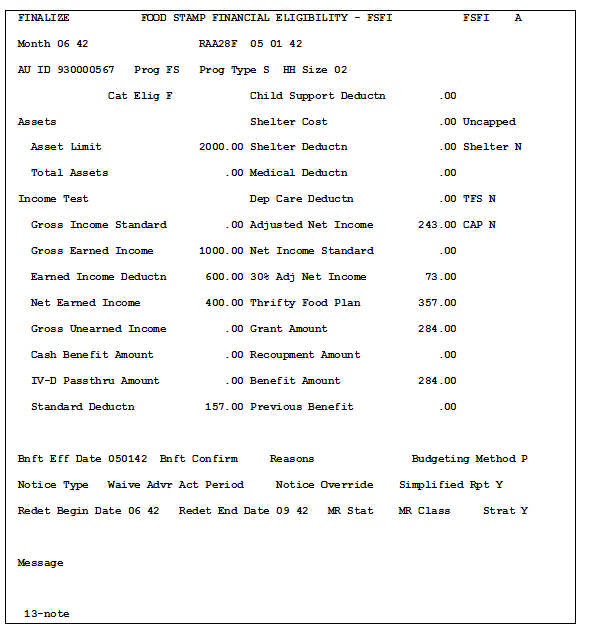 FINALIZE FOOD STAMP FINANCIAL ELIGIBILITY - FSFI FSFI A
Month 06 42 RAA28F 05 01 42
AU ID 930000567 Prog FS Prog Type S HH Size 02
Cat Elig F Child Support Deductn .00
Assets Shelter Cost .00 Uncapped
Asset Limit 2000.00 Shelter Deductn .00 Shelter N
Total Assets .00 Medical Deductn .00
Income Test Dep Care Deductn .00 TFS N
Gross Income Standard .00 Adjusted Net Income 243.00 CAP N
Gross Earned Income 1000.00 Net Income Standard .00
Earned Income Deductn 600.00 30% Adj Net Income 73.00
Net Earned Income 400.00 Thrifty Food Plan 357.00
Gross Unearned Income .00 Grant Amount 284.00
Cash Benefit Amount .00 Recoupment Amount .00
IV-D Passthru Amount .00 Benefit Amount 284.00
Standard Deductn 157.00 Previous Benefit .00
Bnft Eff Date 050142 Bnft Confirm Reasons Budgeting Method P
Notice Type Waive Advr Act Period Notice Override Simplified Rpt Y
Redet Begin Date 06 42 Redet End Date 09 42 MR Stat MR Class Strat Y
Message
13-note